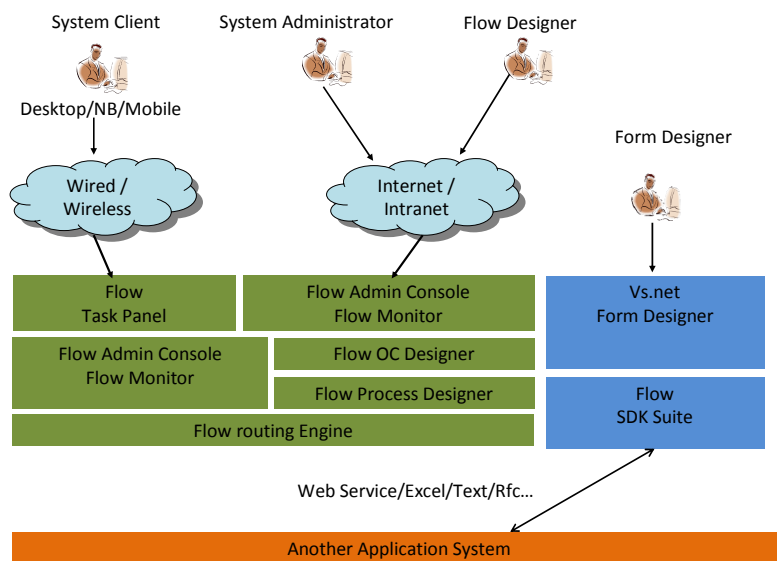 System Client
System Administrator
Flow Designer
Desktop/NB/Mobile
Form Designer
Wired /
Wireless
Internet /
Intranet
Flow
Task Panel
Flow Admin Console
Flow Monitor
Vs.net
Form Designer
Flow Admin Console
Flow Monitor
Flow OC Designer
Flow Process Designer
Flow
SDK Suite
Flow routing Engine
Web Service/Excel/Text/Rfc...
Another Application System